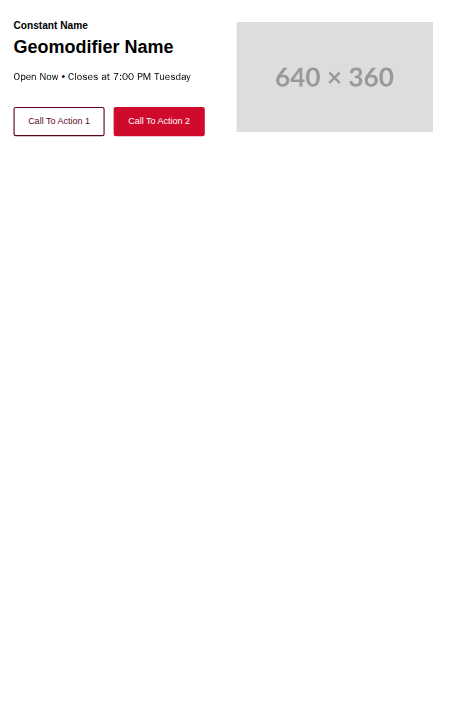 Constant Name
Geomodifier Name
Open Now • Closes at 7:00 PM Tuesday
Call To Action 1
Call To Action 2
640 × 360